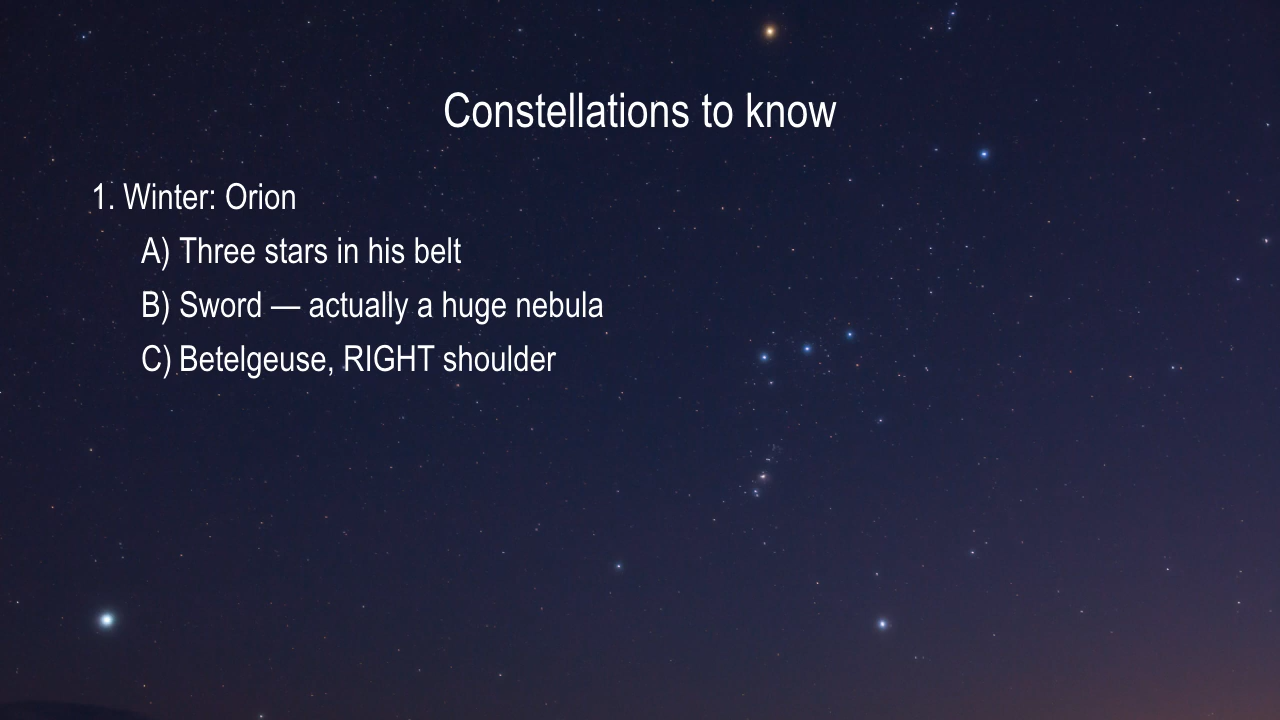 Constellations to know
1. Winter: Orion
A) Three stars in his belt
B) Sword — actually a huge nebula
C) Betelgeuse, RIGHT shoulder